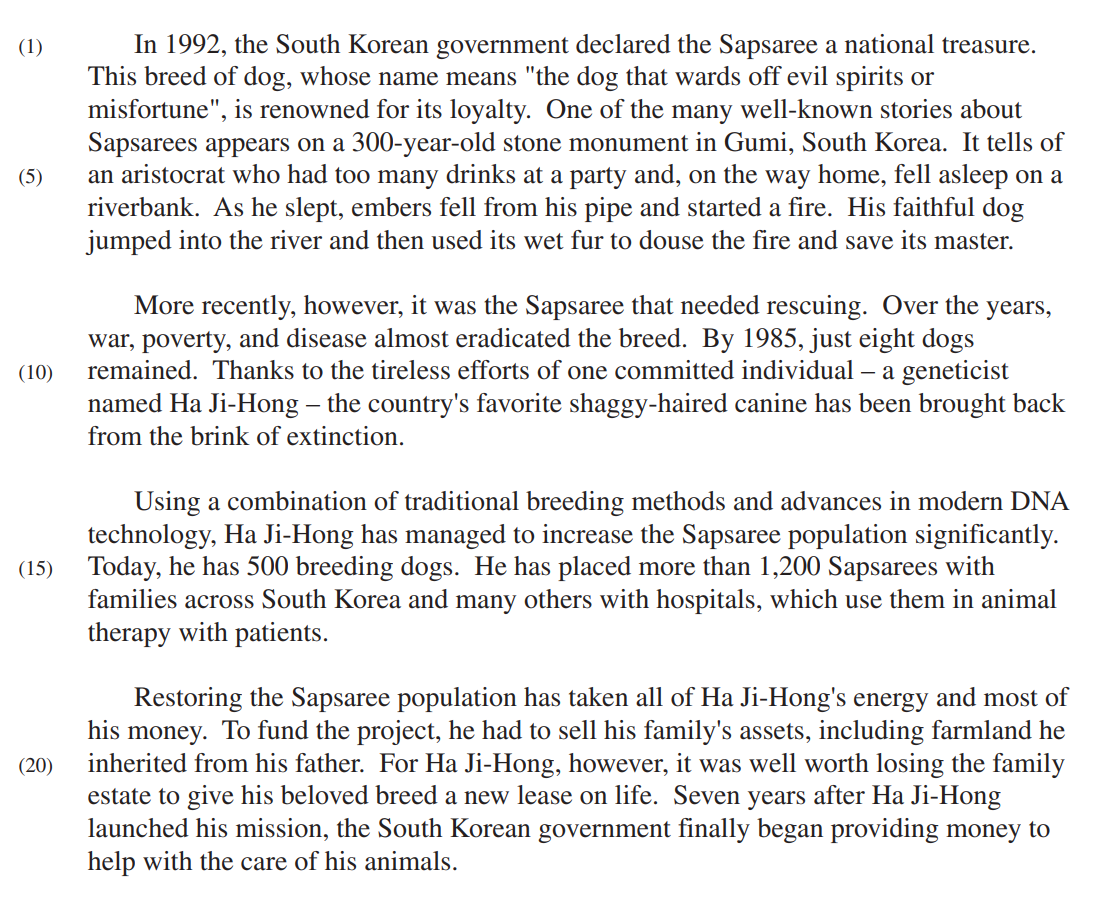 (1) In 1992, the South Korean government declared the Sapsaree a national treasure.
This breed of dog, whose name means "the dog that wards off evil spirits or
misfortune", is renowned for its loyalty. One of the many well-known stories about
Sapsarees appears on a 300-year-old stone monument in Gumi, South Korea. It tells of
(5) an aristocrat who had too many drinks at a party and, on the way home, fell asleep on a
riverbank. As he slept, embers fell from his pipe and started a fire. His faithful dog
jumped into the river and then used its wet fur to douse the fire and save its master.
More recently, however, it was the Sapsaree that needed rescuing. Over the years,
war, poverty, and disease almost eradicated the breed. By 1985, just eight dogs
(10) remained. Thanks to the tireless efforts of one committed individual – a geneticist
named Ha Ji-Hong – the country's favorite shaggy-haired canine has been brought back
from the brink of extinction.
Using a combination of traditional breeding methods and advances in modern DNA
technology, Ha Ji-Hong has managed to increase the Sapsaree population significantly.
(15) Today, he has 500 breeding dogs. He has placed more than 1,200 Sapsarees with
families across South Korea and many others with hospitals, which use them in animal
therapy with patients.
Restoring the Sapsaree population has taken all of Ha Ji-Hong's energy and most of
his money. To fund the project, he had to sell his family's assets, including farmland he
(20) inherited from his father. For Ha Ji-Hong, however, it was well worth losing the family
estate to give his beloved breed a new lease on life. Seven years after Ha Ji-Hong
launched his mission, the South Korean government finally began providing money to
help with the care of his animals.